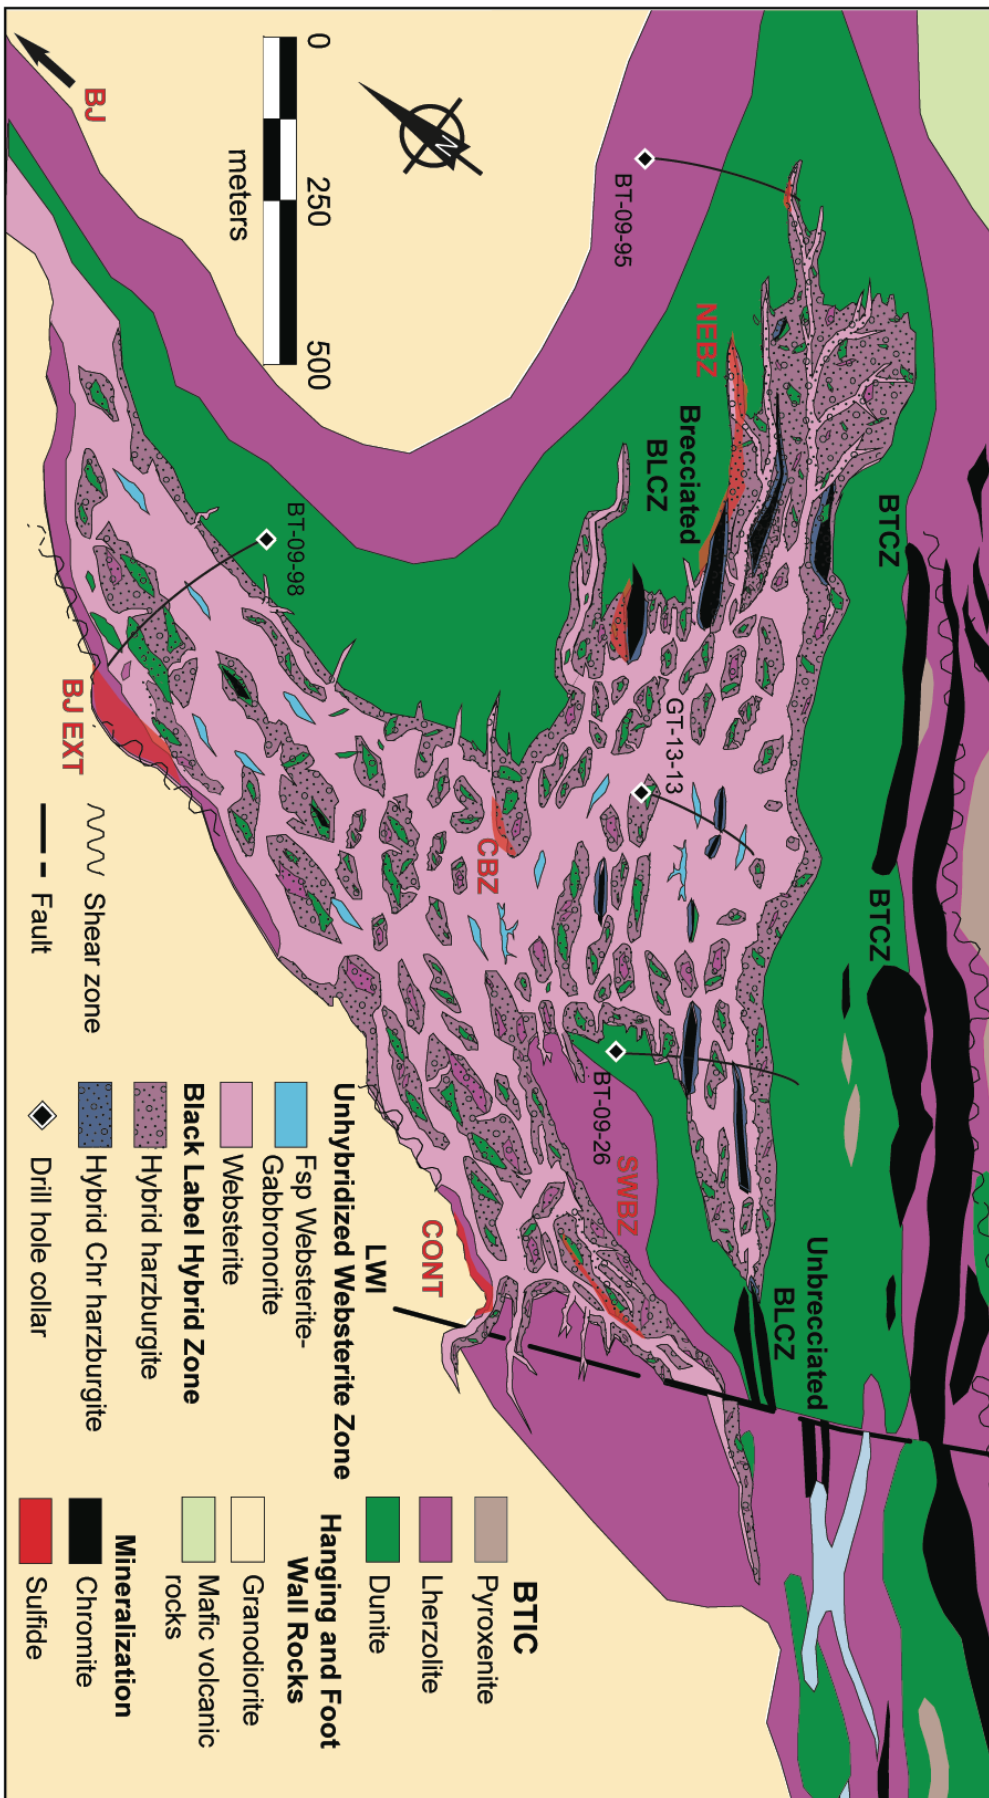 BJ
0
250
500
meters
N
BT-09-95
NEBZ
Brecciated
BLCZ
BTCZ
BT-09-98
BJ EXT
GT-13-13
CBZ
BTCZ
BT-09-26
SWBZ
Unbrecciated
BLCZ
CONT
LWI
Shear zone
Fault
Unhybridized Websterite Zone
Fsp Websterite-
Gabbronorite
Websterite
Black Label Hybrid Zone
Hybrid harzburgite
Hybrid Chr harzburgite
Drill hole collar
BTIC
Pyroxenite
Lherzolite
Dunite
Hanging and Foot
Wall Rocks
Granodiorite
Mafic volcanic
rocks
Mineralization
Chromite
Sulfide